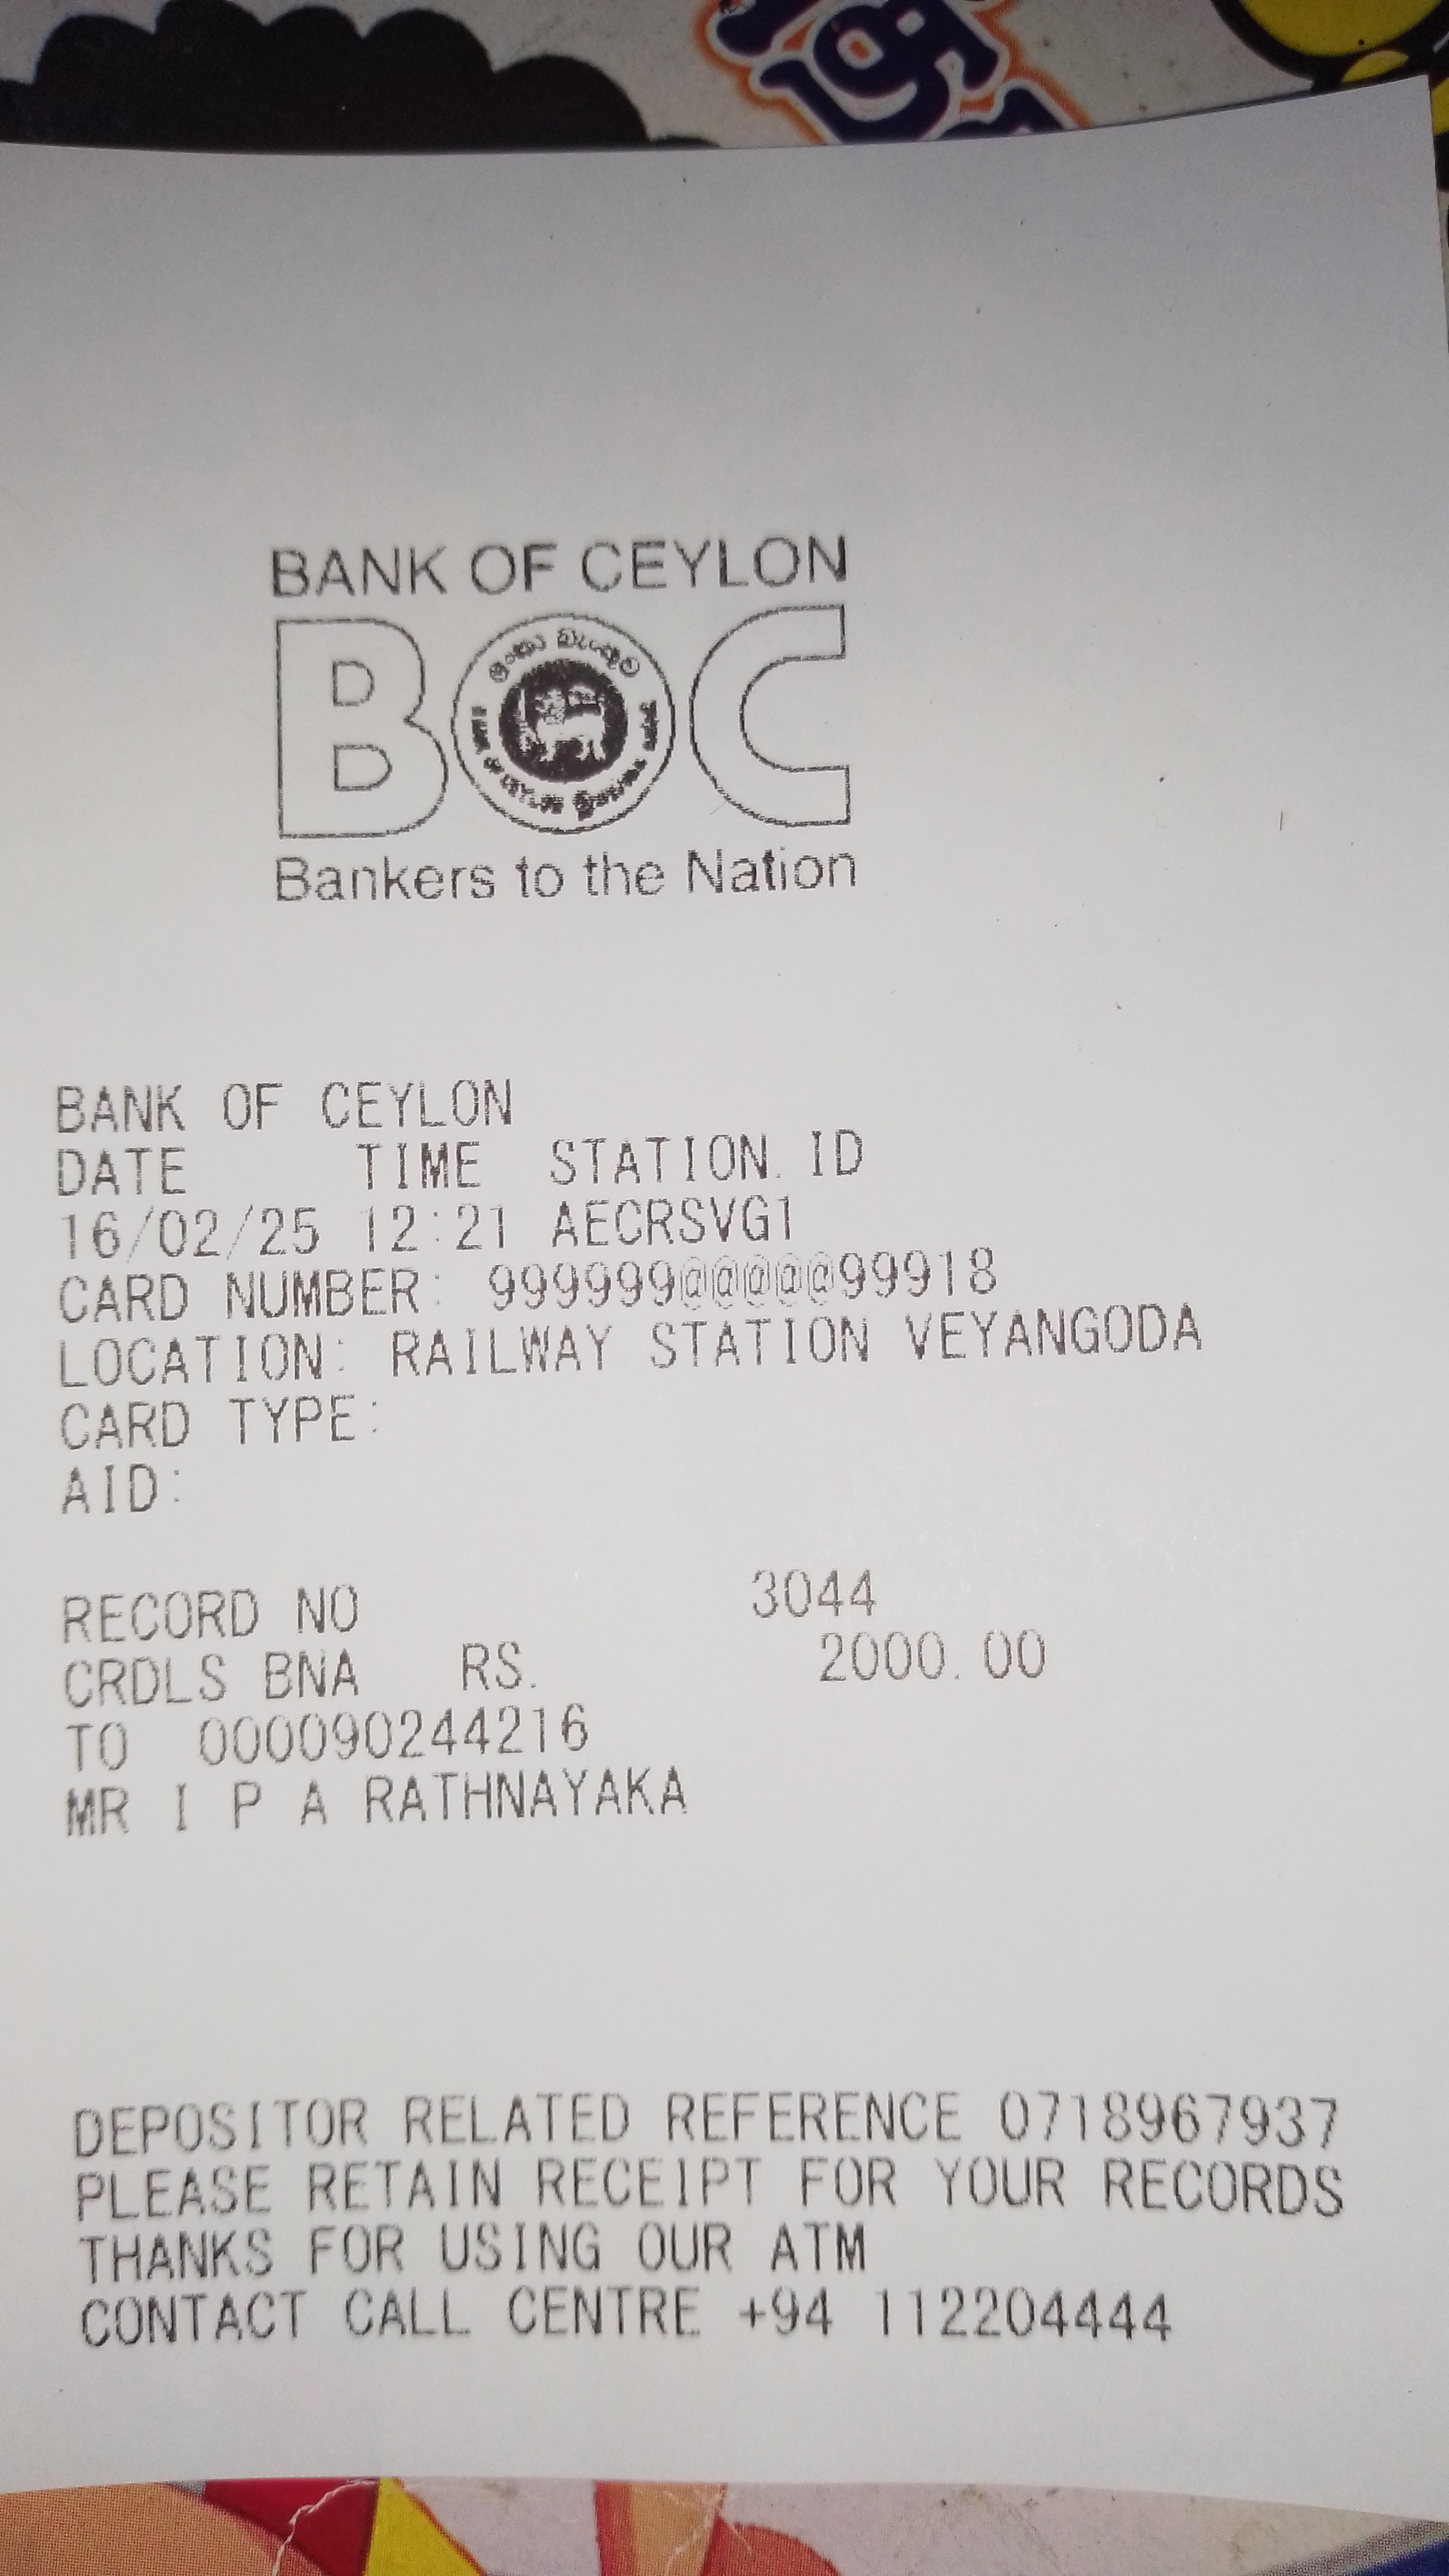 BANK OF CEYLON
BOC
BANK OF CEYLON
Bankers to the Nation
BANK OF CEYLON
DATE TIME STATION ID
16/02/25 12:21 AECRSVG1
CARD NUMBER: 999999@@@@@99918
LOCATION: RAILWAY STATION VEYANGODA
CARD TYPE:
AID:
RECORD NO 3044
CRDLS BNA RS. 2000.00
TO 000090244216
MR I P A RATHNAYAKA
DEPOSITOR RELATED REFERENCE 0718967937
PLEASE RETAIN RECEIPT FOR YOUR RECORDS
THANKS FOR USING OUR ATM
CONTACT CALL CENTRE +94 112204444